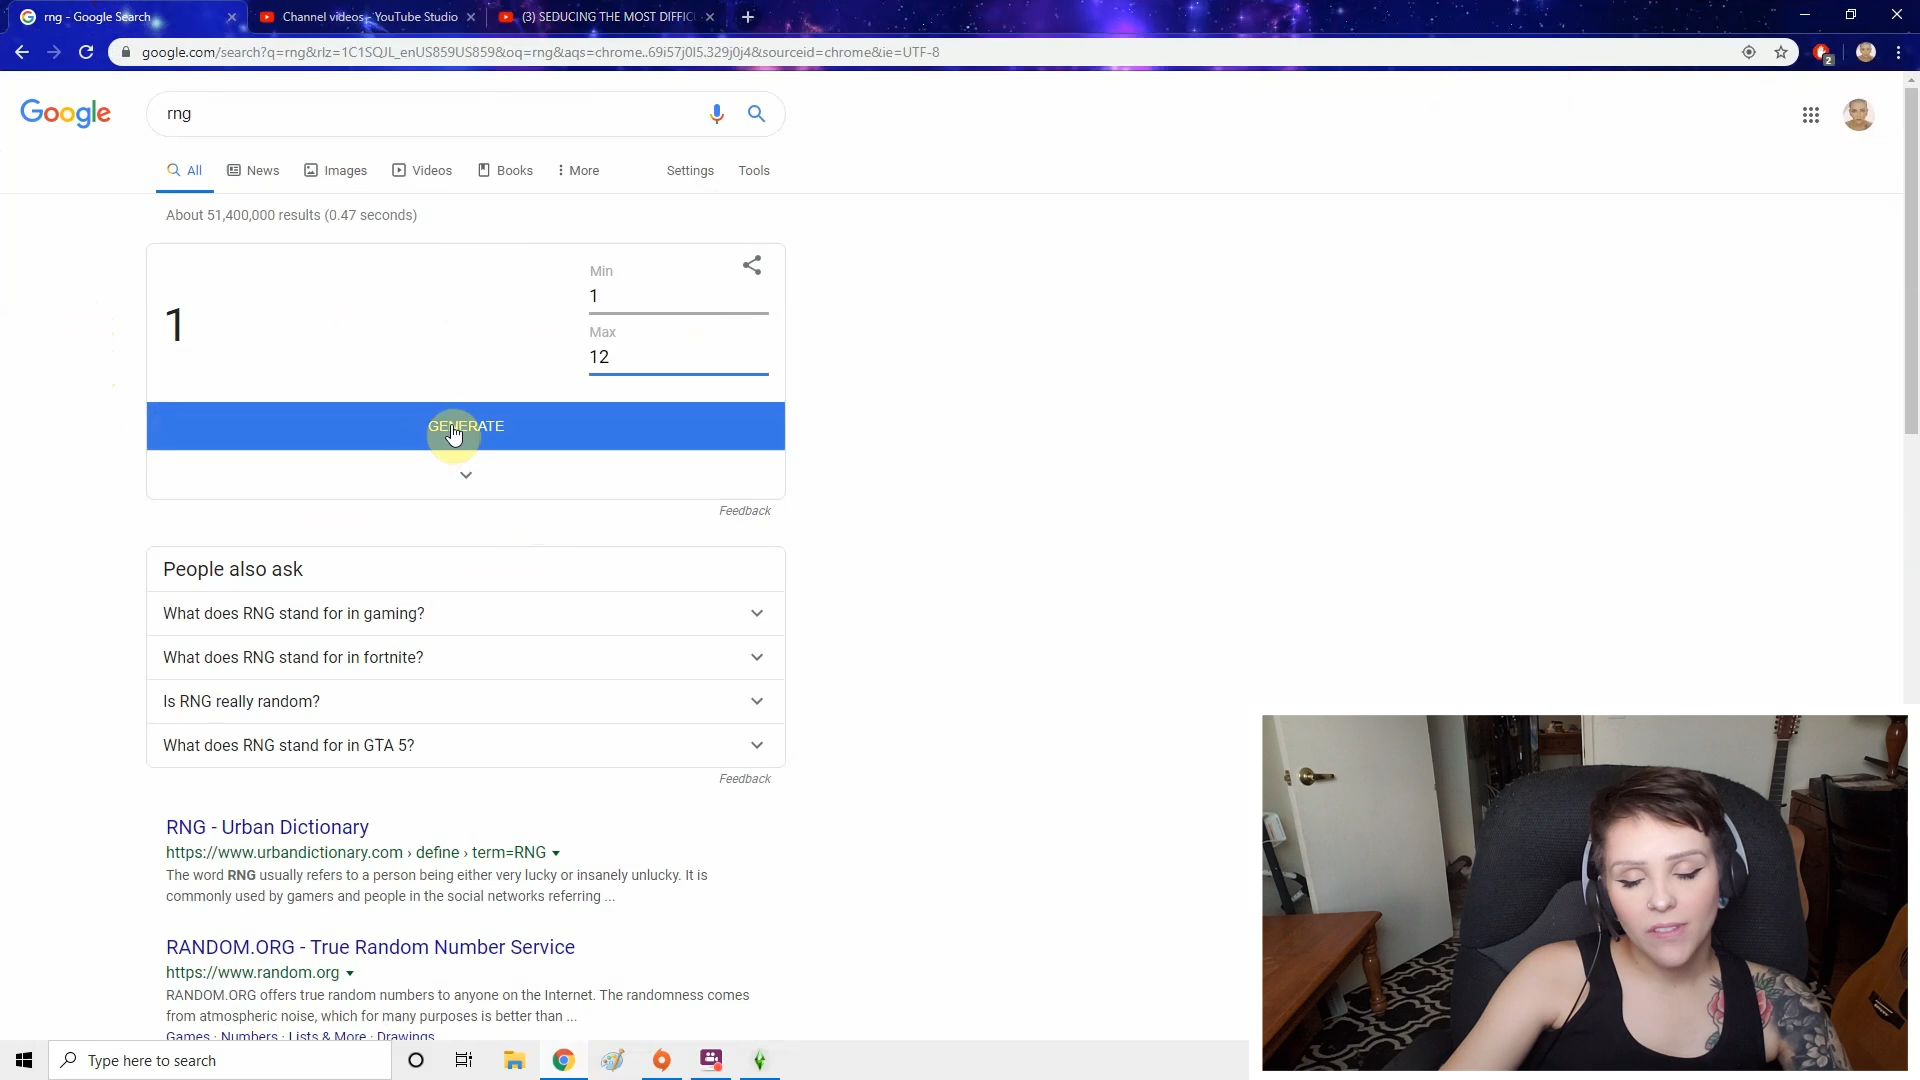 rng - Google Search
Channel videos - YouTube Studio
(3) SEDUCING THE MOST DIFFIC
google.com/search?q=rng&rlz=1C1SQJL_enUS859US859&oq=rng&aqs=chrome..69i57j0l5.329j0j4&sourceid=chrome&ie=UTF-8
2
Google
rng
All
News
Images
Videos
Books
More
Settings
Tools
About 51,400,000 results (0.47 seconds)
1
Min
1
Max
12
GENERATE
Feedback
People also ask
What does RNG stand for in gaming?
What does RNG stand for in fortnite?
Is RNG really random?
What does RNG stand for in GTA 5?
Feedback
RNG - Urban Dictionary
https://www.urbandictionary.com › define › term=RNG
The word RNG usually refers to a person being either very lucky or insanely unlucky. It is
commonly used by gamers and people in the social networks referring ...
RANDOM.ORG - True Random Number Service
https://www.random.org
RANDOM.ORG offers true random numbers to anyone on the Internet. The randomness comes
from atmospheric noise, which for many purposes is better than ...
Games · Numbers · Lists & More · Drawings
Type here to search